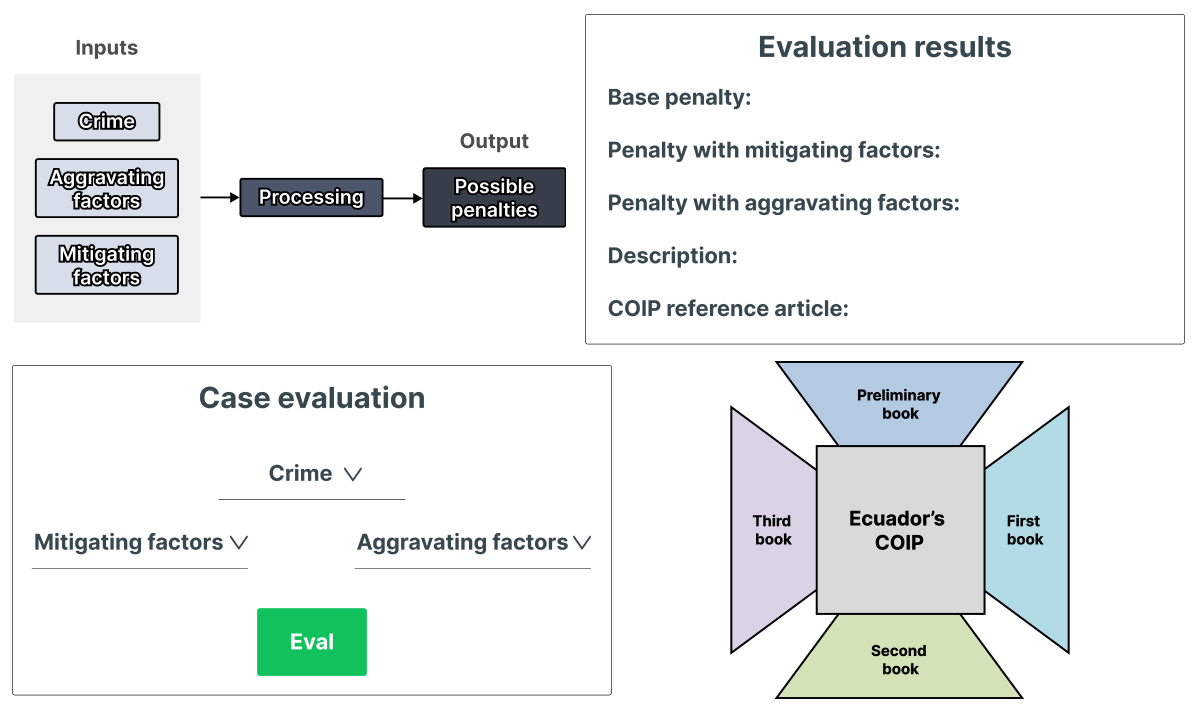 Inputs
Crime
Aggravating
factors
Mitigating
factors
Processing
Output
Possible
penalties
Evaluation results
Base penalty:
Penalty with mitigating factors:
Penalty with aggravating factors:
Description:
COIP reference article:
Case evaluation
Crime
Mitigating factors
Aggravating factors
Eval
Preliminary
book
Third
book
Ecuador’s
COIP
First
book
Second
book